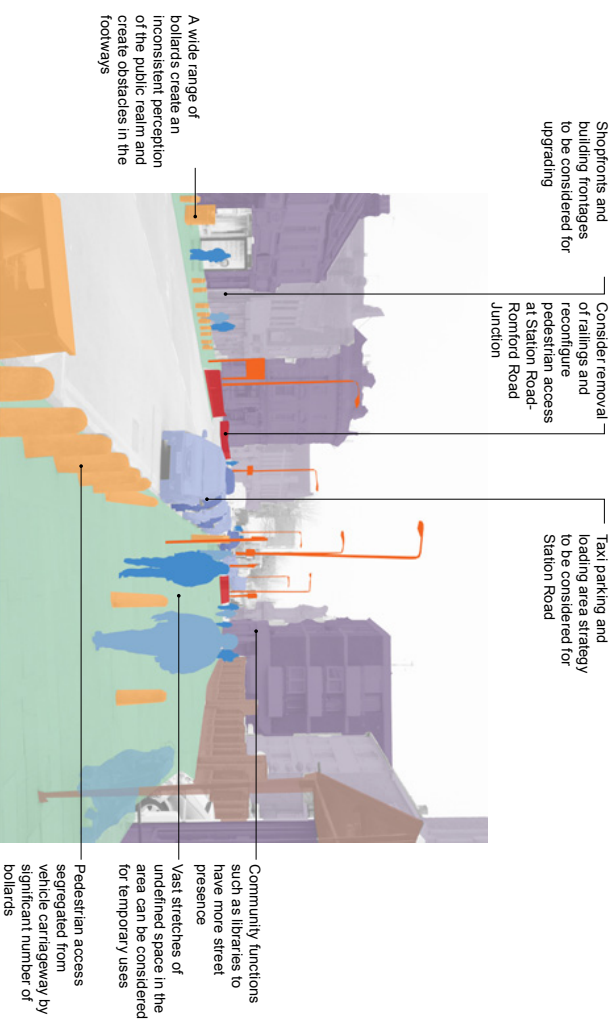 Shopfronts and
building frontages
to be considered for
upgrading
Consider removal
of railings and
reconfigure
pedestrian access
at Station Road-
Romford Road
Junction
Taxi parking and
loading area strategy
to be considered for
Station Road
A wide range of
bollards create an
inconsistent perception
of the public realm and
create obstacles in the
footways
Community functions
such as libraries to
have more street
presence
Vast stretches of
undefined space in the
area can be considered
for temporary uses
Pedestrian access
segregated from
vehicle carriageway by
significant number of
bollards